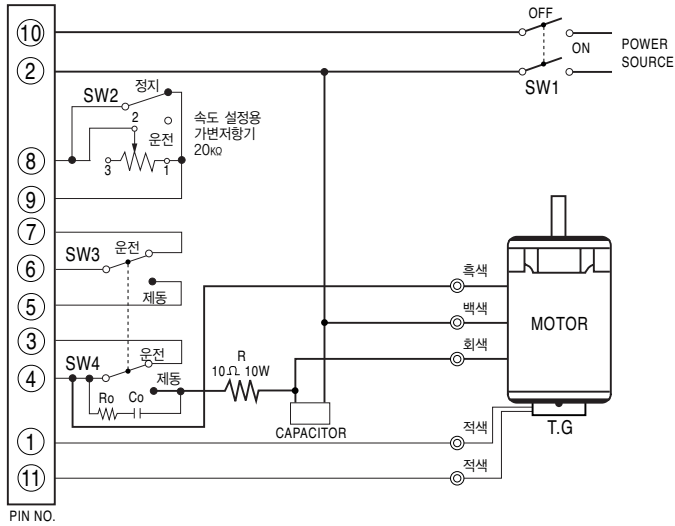 OFF
⑩
ON
POWER
SOURCE
②
SW1
정지
SW2
2
운전
속도 설정용
가변저항기
20KΩ
⑧
3
1
⑨
⑦
SW3
운전
⑥
⑤
제동
흑색
백색
MOTOR
회색
③
SW4
운전
④
제동
R
10Ω 10W
Ro
Co
CAPACITOR
①
적색
T.G
⑪
적색
PIN NO.